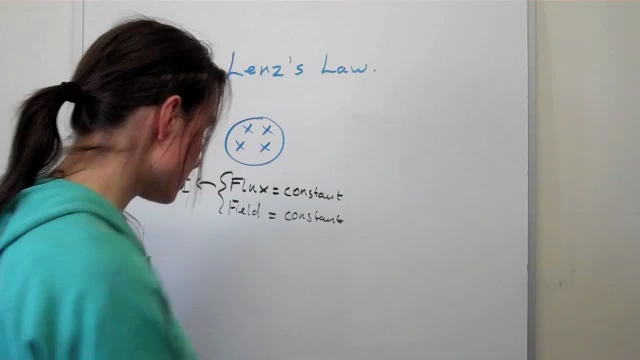 Lenz's Law.
x x
x x
I ← { Flux = constant
Field = constant